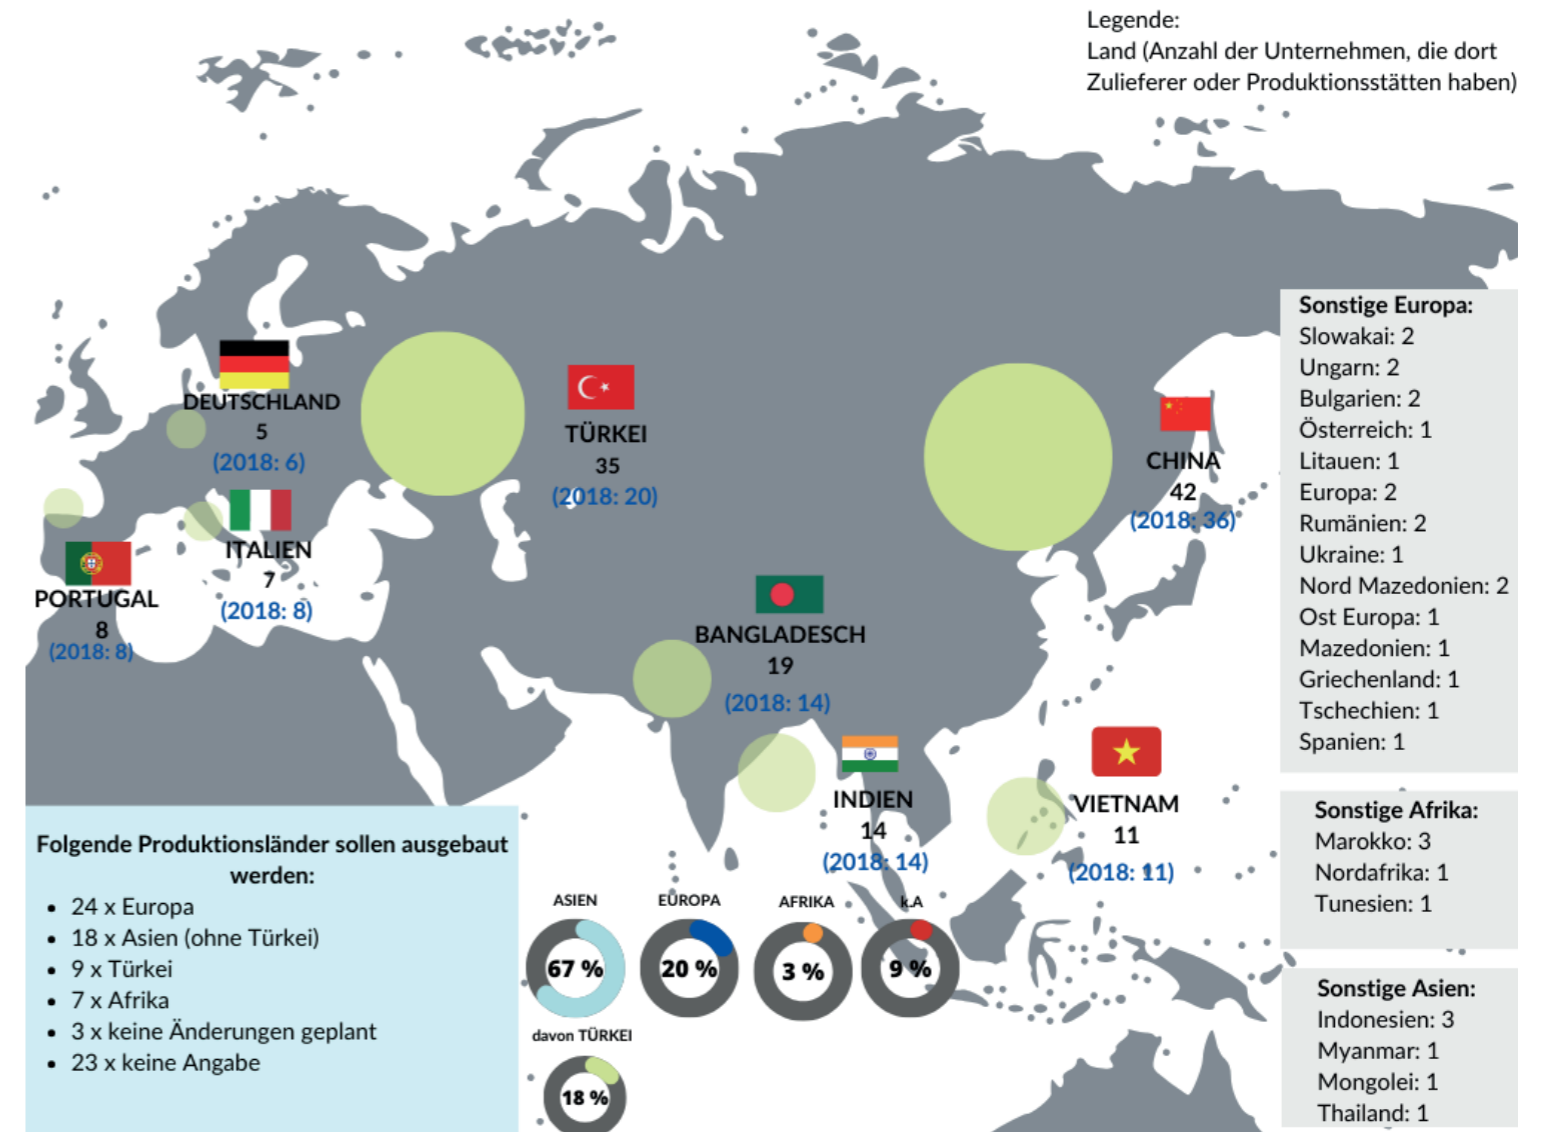 Legende:
Land (Anzahl der Unternehmen, die dort
Zulieferer oder Produktionsstätten haben)
DEUTSCHLAND
5
(2018: 6)
TÜRKEI
35
(2018: 20)
CHINA
42
(2018: 36)
ITALIEN
7
(2018: 8)
PORTUGAL
8
(2018: 8)
BANGLADESCH
19
(2018: 14)
INDIEN
14
(2018: 14)
VIETNAM
11
(2018: 11)
Sonstige Europa:
Slowakai: 2
Ungarn: 2
Bulgarien: 2
Österreich: 1
Litauen: 1
Europa: 2
Rumänien: 2
Ukraine: 1
Nord Mazedonien: 2
Ost Europa: 1
Mazedonien: 1
Griechenland: 1
Tschechien: 1
Spanien: 1
Sonstige Afrika:
Marokko: 3
Nordafrika: 1
Tunesien: 1
Sonstige Asien:
Indonesien: 3
Myanmar: 1
Mongolei: 1
Thailand: 1
Folgende Produktionsländer sollen ausgebaut
werden:
• 24 x Europa
• 18 x Asien (ohne Türkei)
• 9 x Türkei
• 7 x Afrika
• 3 x keine Änderungen geplant
• 23 x keine Angabe
ASIEN
67 %
EUROPA
20 %
AFRIKA
3 %
k.A
9 %
davon TÜRKEI
18 %